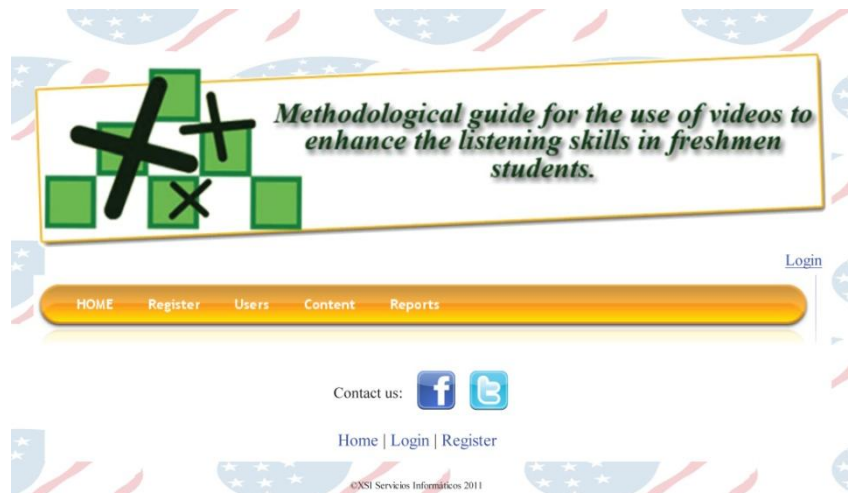 Methodological guide for the use of videos to
enhance the listening skills in freshmen
students.
Login
HOME Register Users Content Reports
Contact us:
Home | Login | Register
©XSI Servicios Informáticos 2011